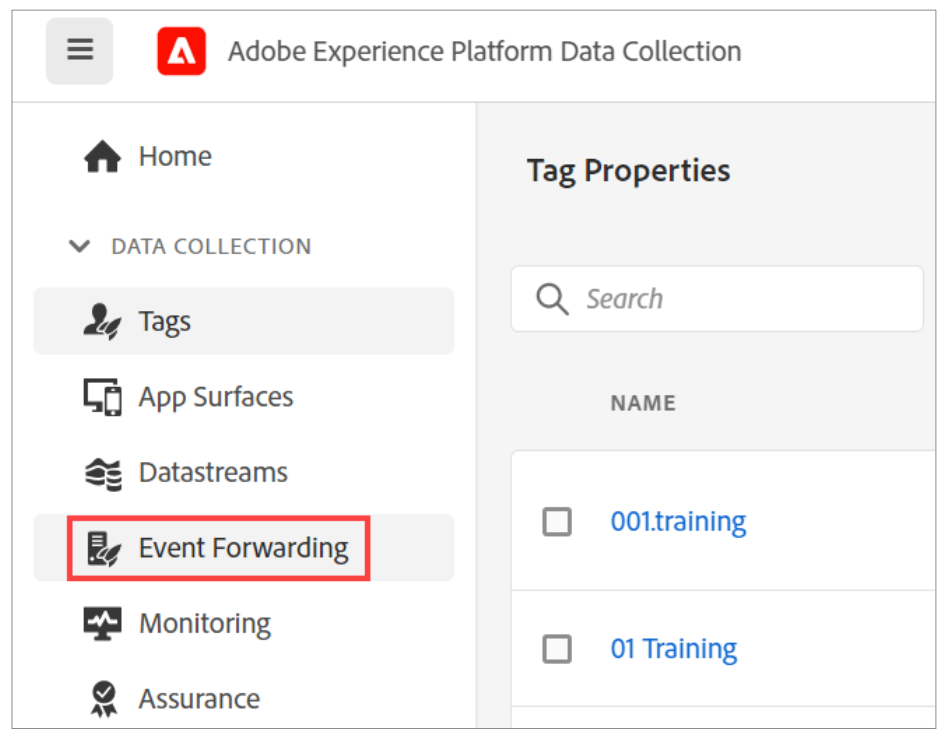 Adobe Experience Platform Data Collection
Home
DATA COLLECTION
Tags
App Surfaces
Datastreams
Event Forwarding
Monitoring
Assurance
Tag Properties
Search
NAME
001.training
01 Training